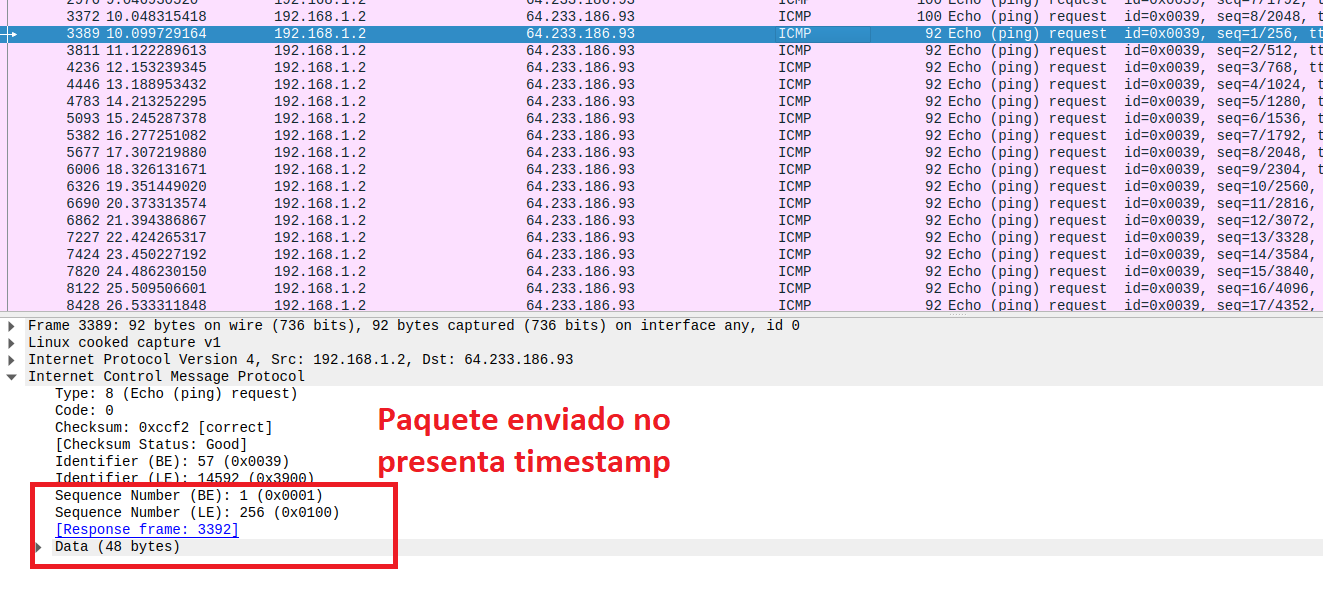 3372 10.048315418 192.168.1.2 64.233.186.93 ICMP 100 Echo (ping) request id=0x0039, seq=8/2048, t
3389 10.099729164 192.168.1.2 64.233.186.93 ICMP 92 Echo (ping) request id=0x0039, seq=1/256, tt
3811 11.122289613 192.168.1.2 64.233.186.93 ICMP 92 Echo (ping) request id=0x0039, seq=2/512, tt
4236 12.153239345 192.168.1.2 64.233.186.93 ICMP 92 Echo (ping) request id=0x0039, seq=3/768, tt
4446 13.188953432 192.168.1.2 64.233.186.93 ICMP 92 Echo (ping) request id=0x0039, seq=4/1024, t
4783 14.213252295 192.168.1.2 64.233.186.93 ICMP 92 Echo (ping) request id=0x0039, seq=5/1280, t
5093 15.245287378 192.168.1.2 64.233.186.93 ICMP 92 Echo (ping) request id=0x0039, seq=6/1536, t
5382 16.277251082 192.168.1.2 64.233.186.93 ICMP 92 Echo (ping) request id=0x0039, seq=7/1792, t
5677 17.307219880 192.168.1.2 64.233.186.93 ICMP 92 Echo (ping) request id=0x0039, seq=8/2048, t
6006 18.326131671 192.168.1.2 64.233.186.93 ICMP 92 Echo (ping) request id=0x0039, seq=9/2304, t
6326 19.351449020 192.168.1.2 64.233.186.93 ICMP 92 Echo (ping) request id=0x0039, seq=10/2560,
6690 20.373313574 192.168.1.2 64.233.186.93 ICMP 92 Echo (ping) request id=0x0039, seq=11/2816,
6862 21.394386867 192.168.1.2 64.233.186.93 ICMP 92 Echo (ping) request id=0x0039, seq=12/3072,
7227 22.424265317 192.168.1.2 64.233.186.93 ICMP 92 Echo (ping) request id=0x0039, seq=13/3328,
7424 23.450227192 192.168.1.2 64.233.186.93 ICMP 92 Echo (ping) request id=0x0039, seq=14/3584,
7820 24.486230150 192.168.1.2 64.233.186.93 ICMP 92 Echo (ping) request id=0x0039, seq=15/3840,
8122 25.509506601 192.168.1.2 64.233.186.93 ICMP 92 Echo (ping) request id=0x0039, seq=16/4096,
8428 26.533311848 192.168.1.2 64.233.186.93 ICMP 92 Echo (ping) request id=0x0039, seq=17/4352,
Frame 3389: 92 bytes on wire (736 bits), 92 bytes captured (736 bits) on interface any, id 0
Linux cooked capture v1
Internet Protocol Version 4, Src: 192.168.1.2, Dst: 64.233.186.93
Internet Control Message Protocol
Type: 8 (Echo (ping) request)
Code: 0
Checksum: 0xccf2 [correct]
[Checksum Status: Good]
Identifier (BE): 57 (0x0039)
Identifier (LE): 14592 (0x3900)
Sequence Number (BE): 1 (0x0001)
Sequence Number (LE): 256 (0x0100)
[Response frame: 3392]
Data (48 bytes)
Paquete enviado no
presenta timestamp